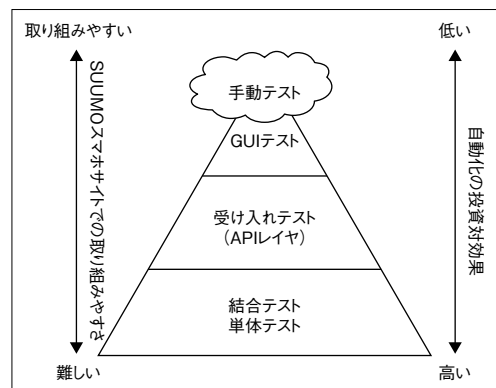 取り組みやすい
低い
SUUMOスマホサイトでの取り組みやすさ
手動テスト
GUIテスト
受け入れテスト
(APIレイヤ)
結合テスト
単体テスト
自動化の投資対効果
難しい
高い